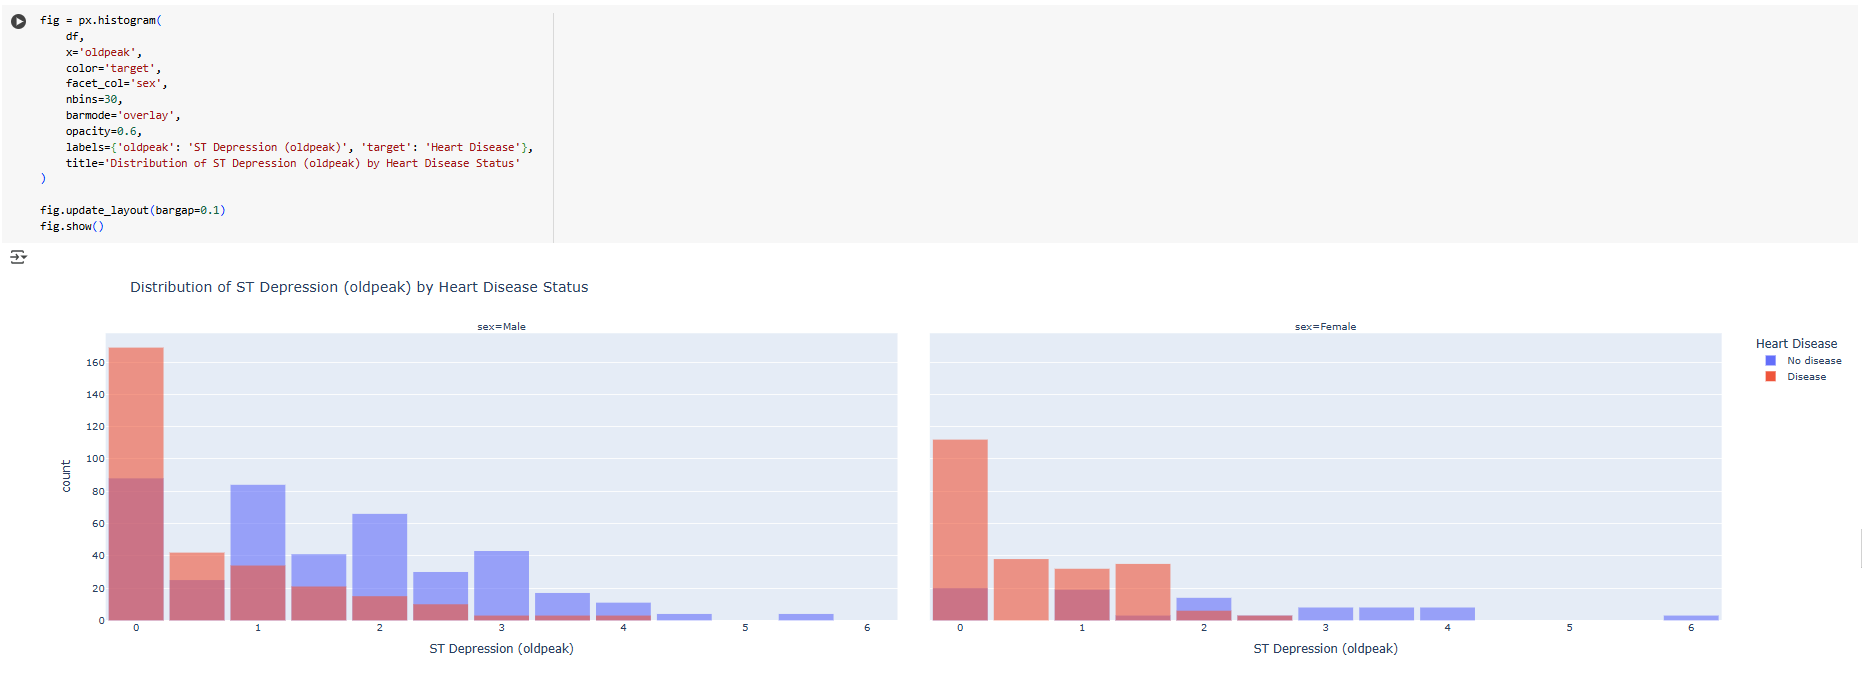 fig = px.histogram(
    df,
    x='oldpeak',
    color='target',
    facet_col='sex',
    nbins=30,
    barmode='overlay',
    opacity=0.6,
    labels={'oldpeak': 'ST Depression (oldpeak)', 'target': 'Heart Disease'},
    title='Distribution of ST Depression (oldpeak) by Heart Disease Status'
)
fig.update_layout(bargap=0.1)
fig.show()
Distribution of ST Depression (oldpeak) by Heart Disease Status
sex=Male
160
140
120
100
80
60
40
20
0
count
0 1 2 3 4 5 6
ST Depression (oldpeak)
sex=Female
0 1 2 3 4 5 6
ST Depression (oldpeak)
Heart Disease
No disease
Disease